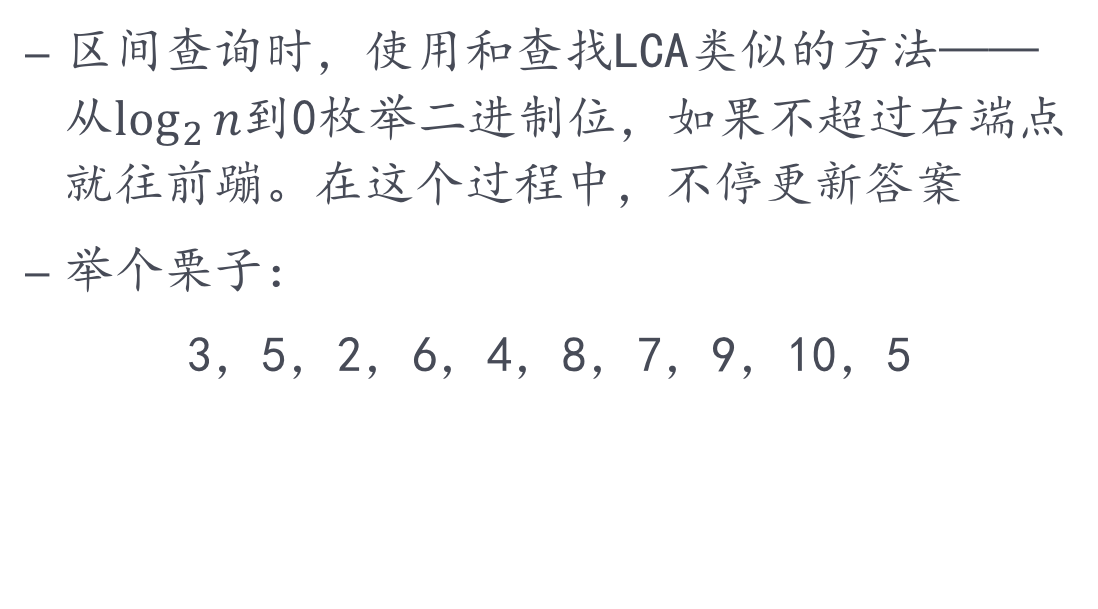 – 区间查询时，使用和查找LCA类似的方法——
从log₂ n到0枚举二进制位，如果不超过右端点
就往前蹦。在这个过程中，不停更新答案
– 举个栗子：
3, 5, 2, 6, 4, 8, 7, 9, 10, 5